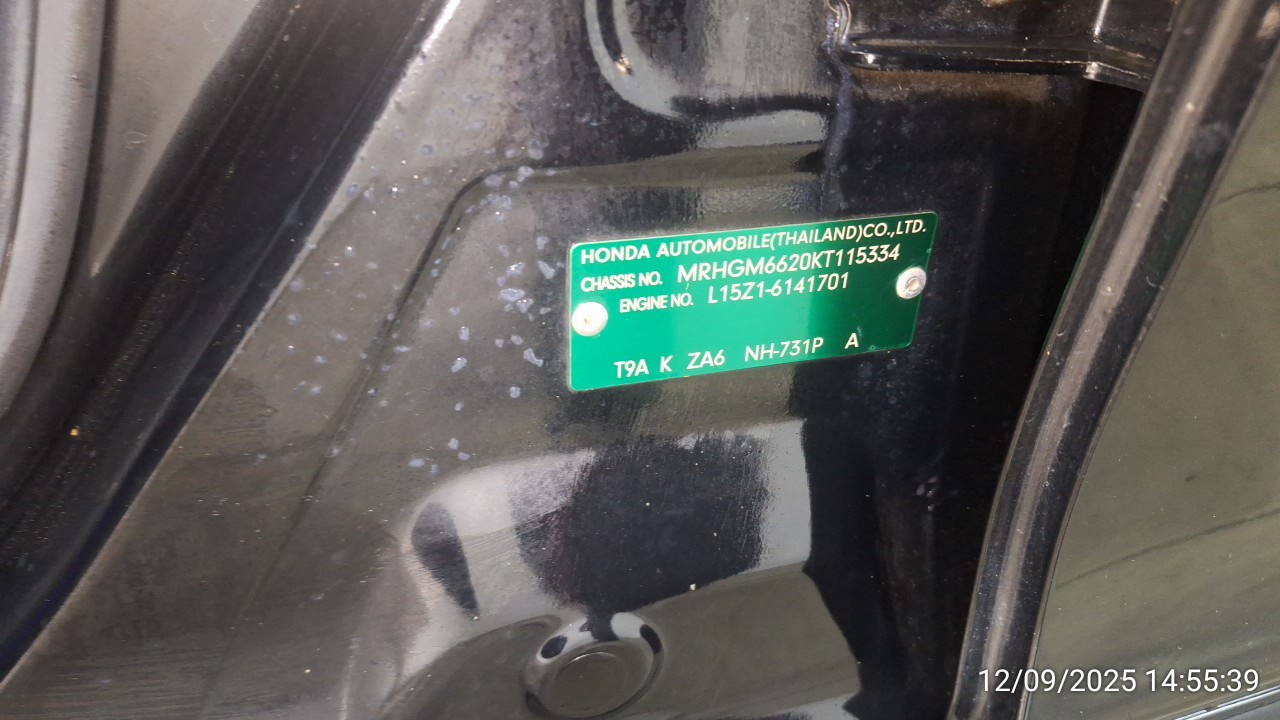 HONDA AUTOMOBILE(THAILAND)CO.,LTD.
CHASSIS NO. MRHGM6620KT115334
ENGINE NO. L15Z1-6141701
T9A K ZA6 NH-731P A
12/09/2025 14:55:39